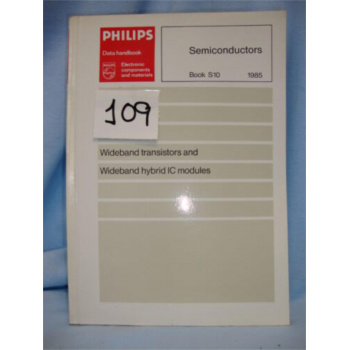 PHILIPS
Data handbook
Electronic
components
and materials
Semiconductors
Book S10 1985
109
Wideband transistors and
Wideband hybrid IC modules